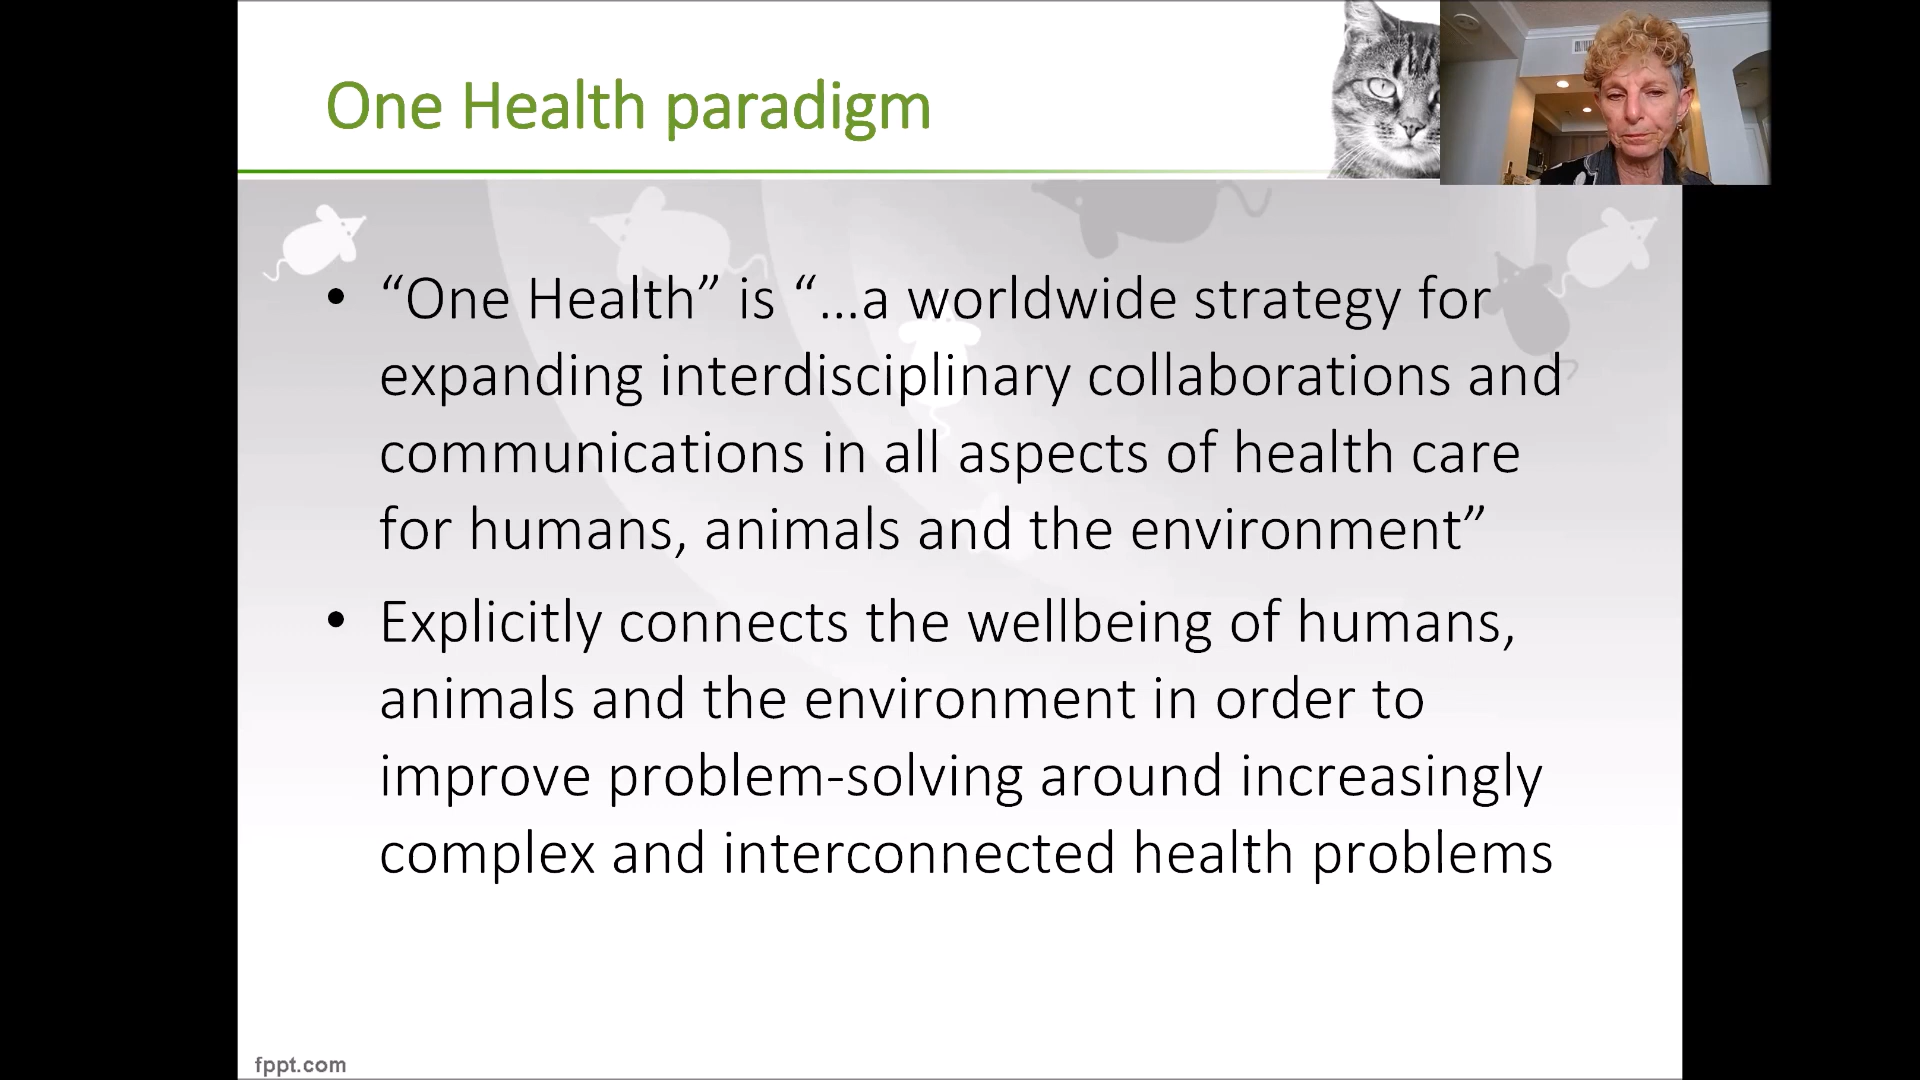 One Health paradigm
• “One Health” is “...a worldwide strategy for
expanding interdisciplinary collaborations and
communications in all aspects of health care
for humans, animals and the environment”
• Explicitly connects the wellbeing of humans,
animals and the environment in order to
improve problem-solving around increasingly
complex and interconnected health problems
fppt.com